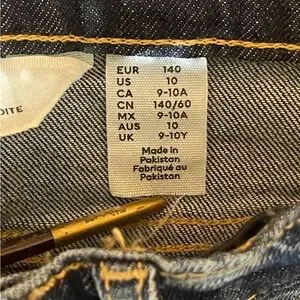 DITE
EUR 140
US 10
CA 9-10A
CN 140/60
MX 9-10A
AUS 10
UK 9-10Y
Made in
Pakistan
Fabriqué au
Pakistan